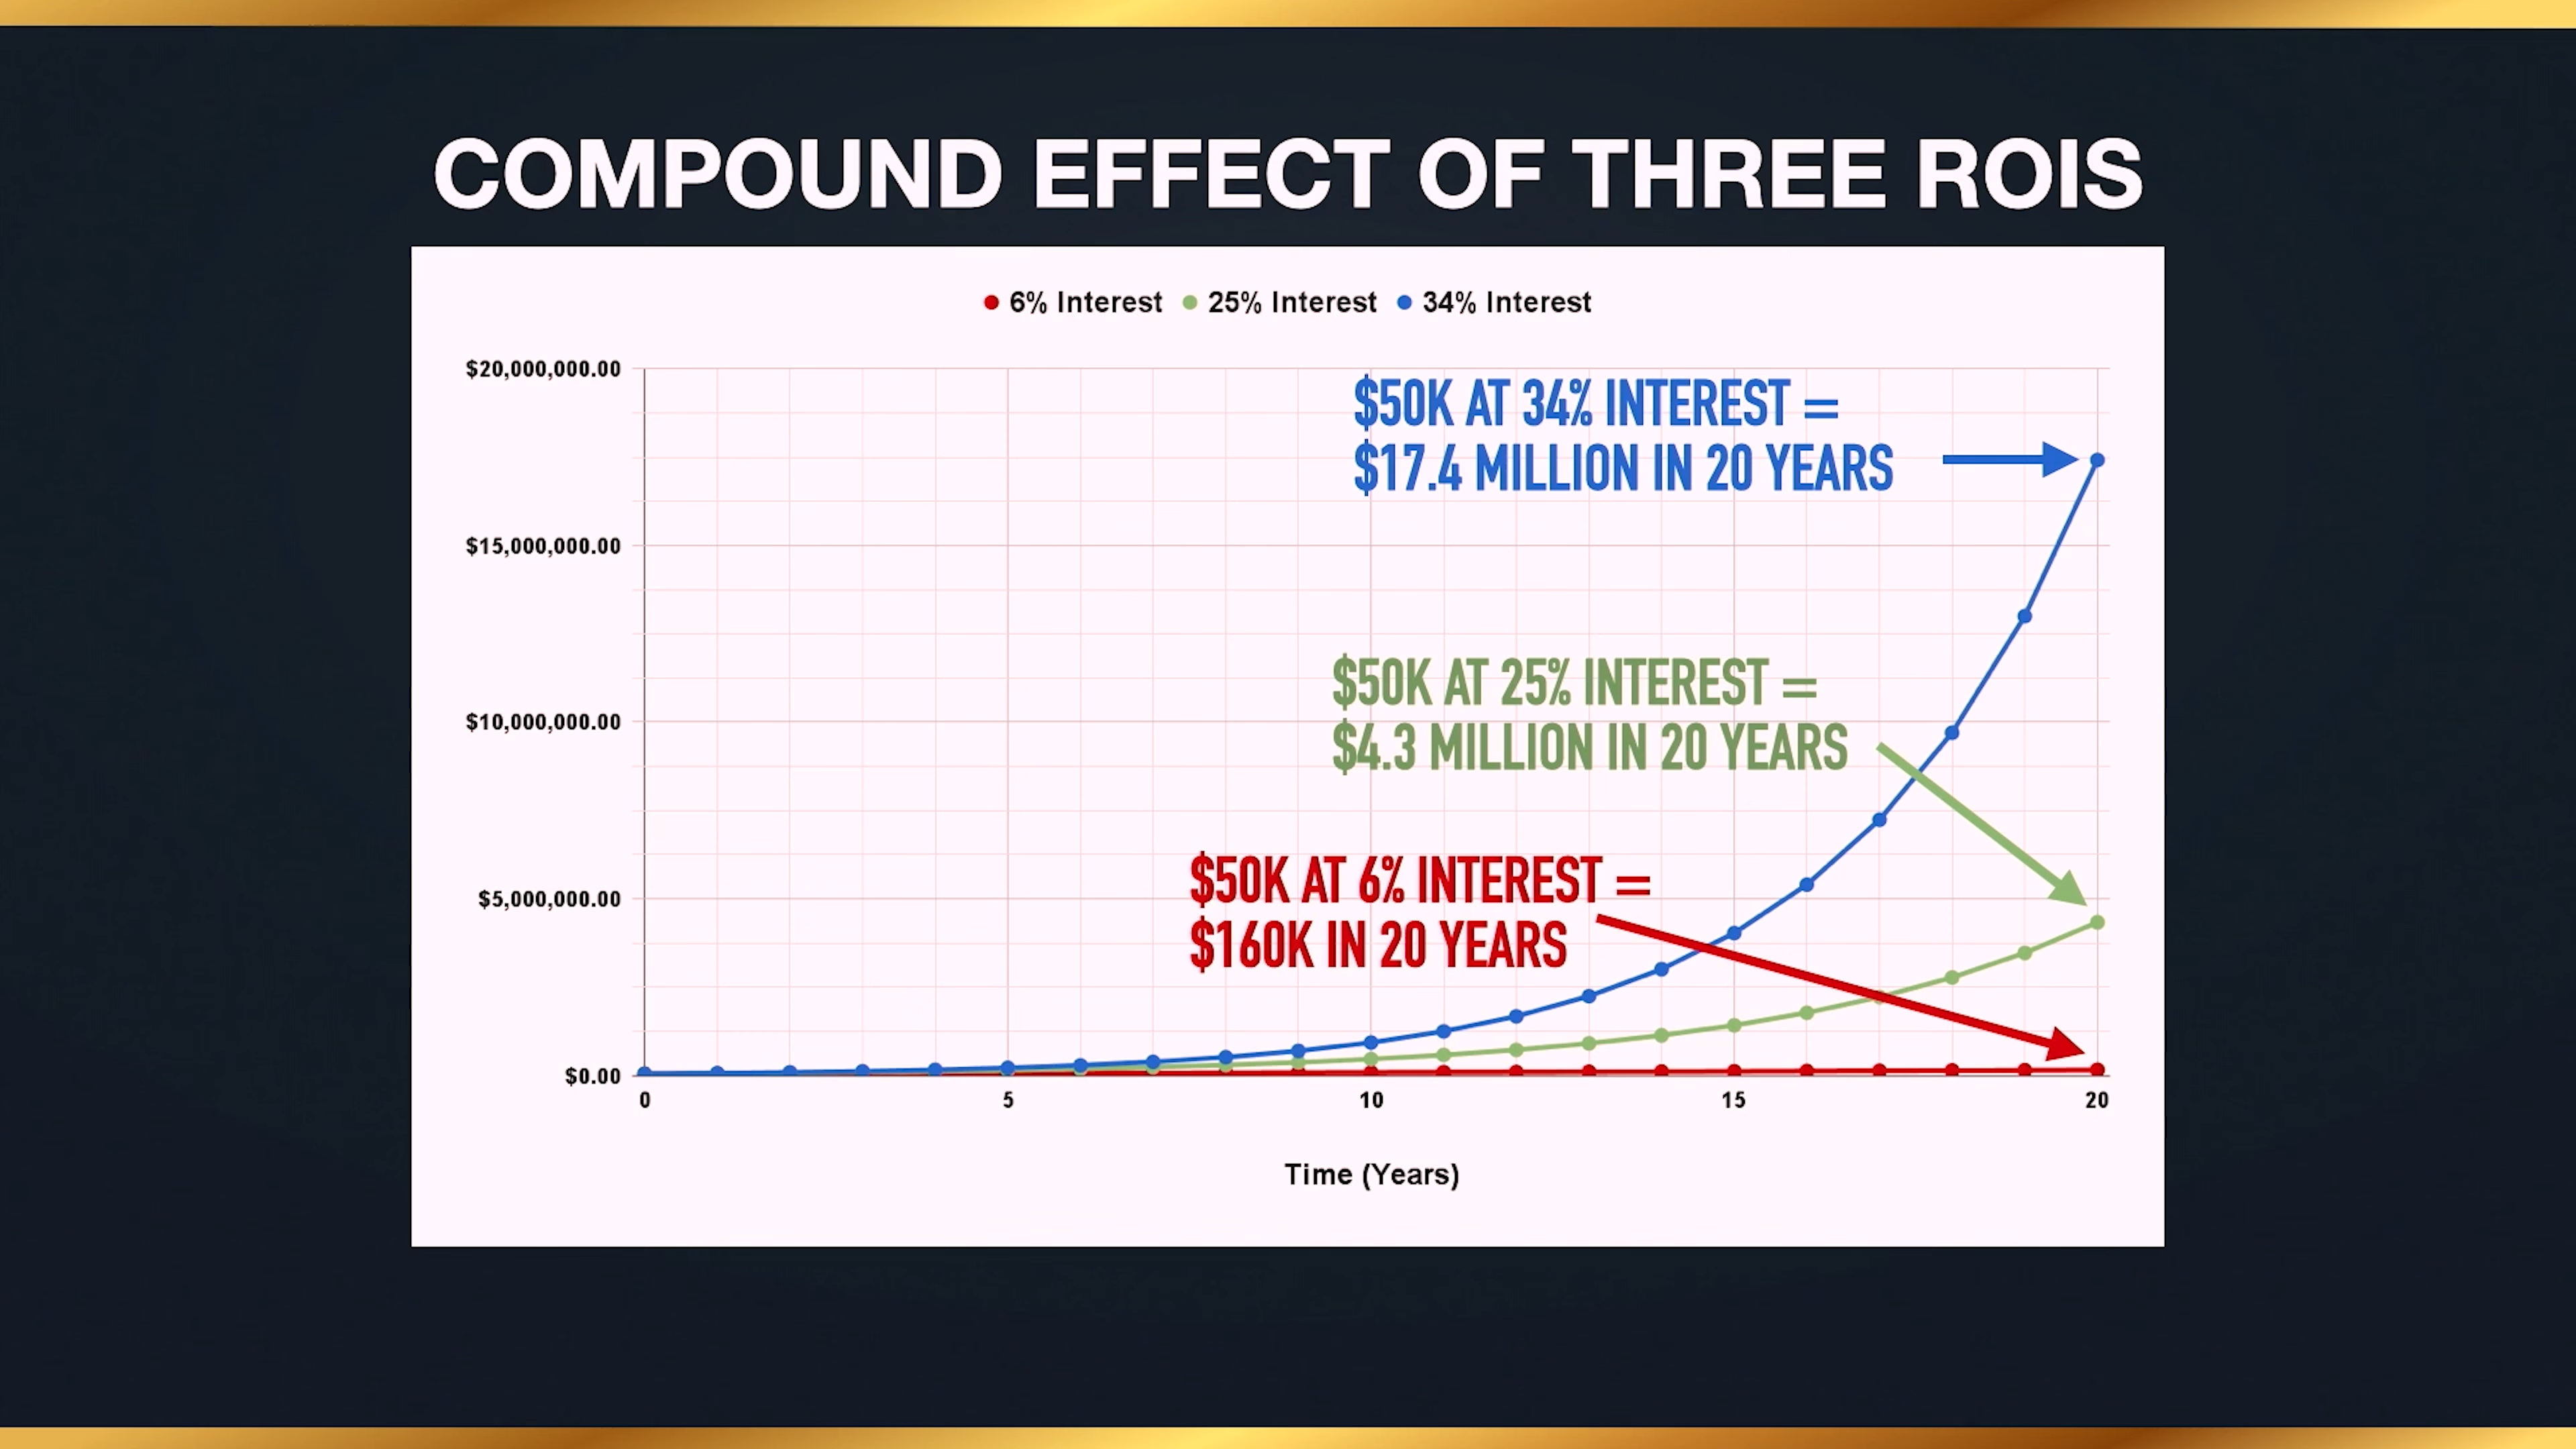 COMPOUND EFFECT OF THREE ROIS
6% Interest 25% Interest 34% Interest
$20,000,000.00
$50K AT 34% INTEREST =
$17.4 MILLION IN 20 YEARS
$15,000,000.00
$50K AT 25% INTEREST =
$10,000,000.00
$4.3 MILLION IN 20 YEARS
$50K AT 6% INTEREST =
$5,000,000.00
$160K IN 20 YEARS
$0.00
0 5 10 15 20
Time (Years)